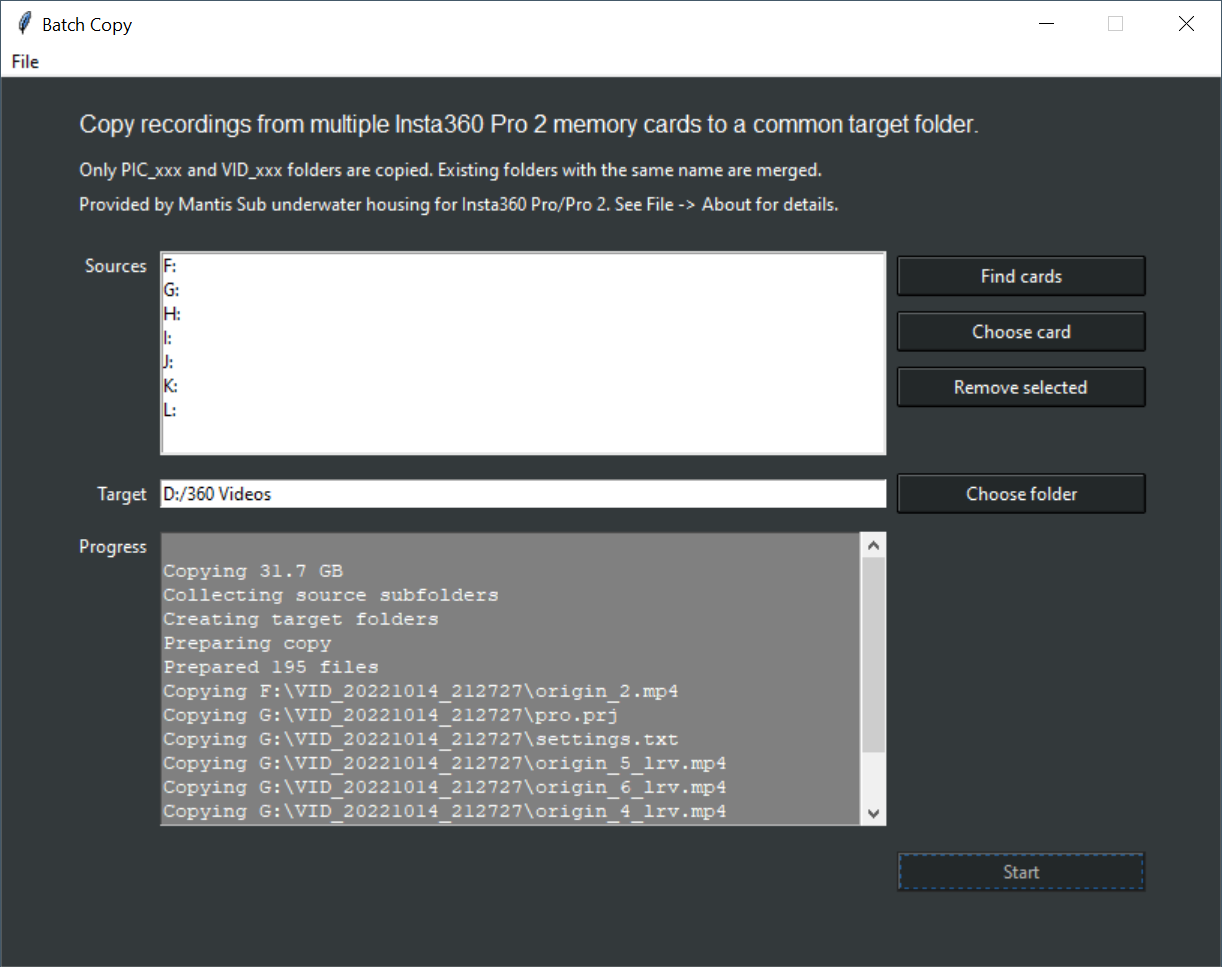 Batch Copy
File
Copy recordings from multiple Insta360 Pro 2 memory cards to a common target folder.
Only PIC_xxx and VID_xxx folders are copied. Existing folders with the same name are merged.
Provided by Mantis Sub underwater housing for Insta360 Pro/Pro 2. See File -> About for details.
Sources
F:
G:
H:
I:
J:
K:
L:
Find cards
Choose card
Remove selected
Target
D:/360 Videos
Choose folder
Progress
Copying 31.7 GB
Collecting source subfolders
Creating target folders
Preparing copy
Prepared 195 files
Copying F:\VID_20221014_212727\origin_2.mp4
Copying G:\VID_20221014_212727\pro.prj
Copying G:\VID_20221014_212727\settings.txt
Copying G:\VID_20221014_212727\origin_5_lrv.mp4
Copying G:\VID_20221014_212727\origin_6_lrv.mp4
Copying G:\VID_20221014_212727\origin_4_lrv.mp4
Start